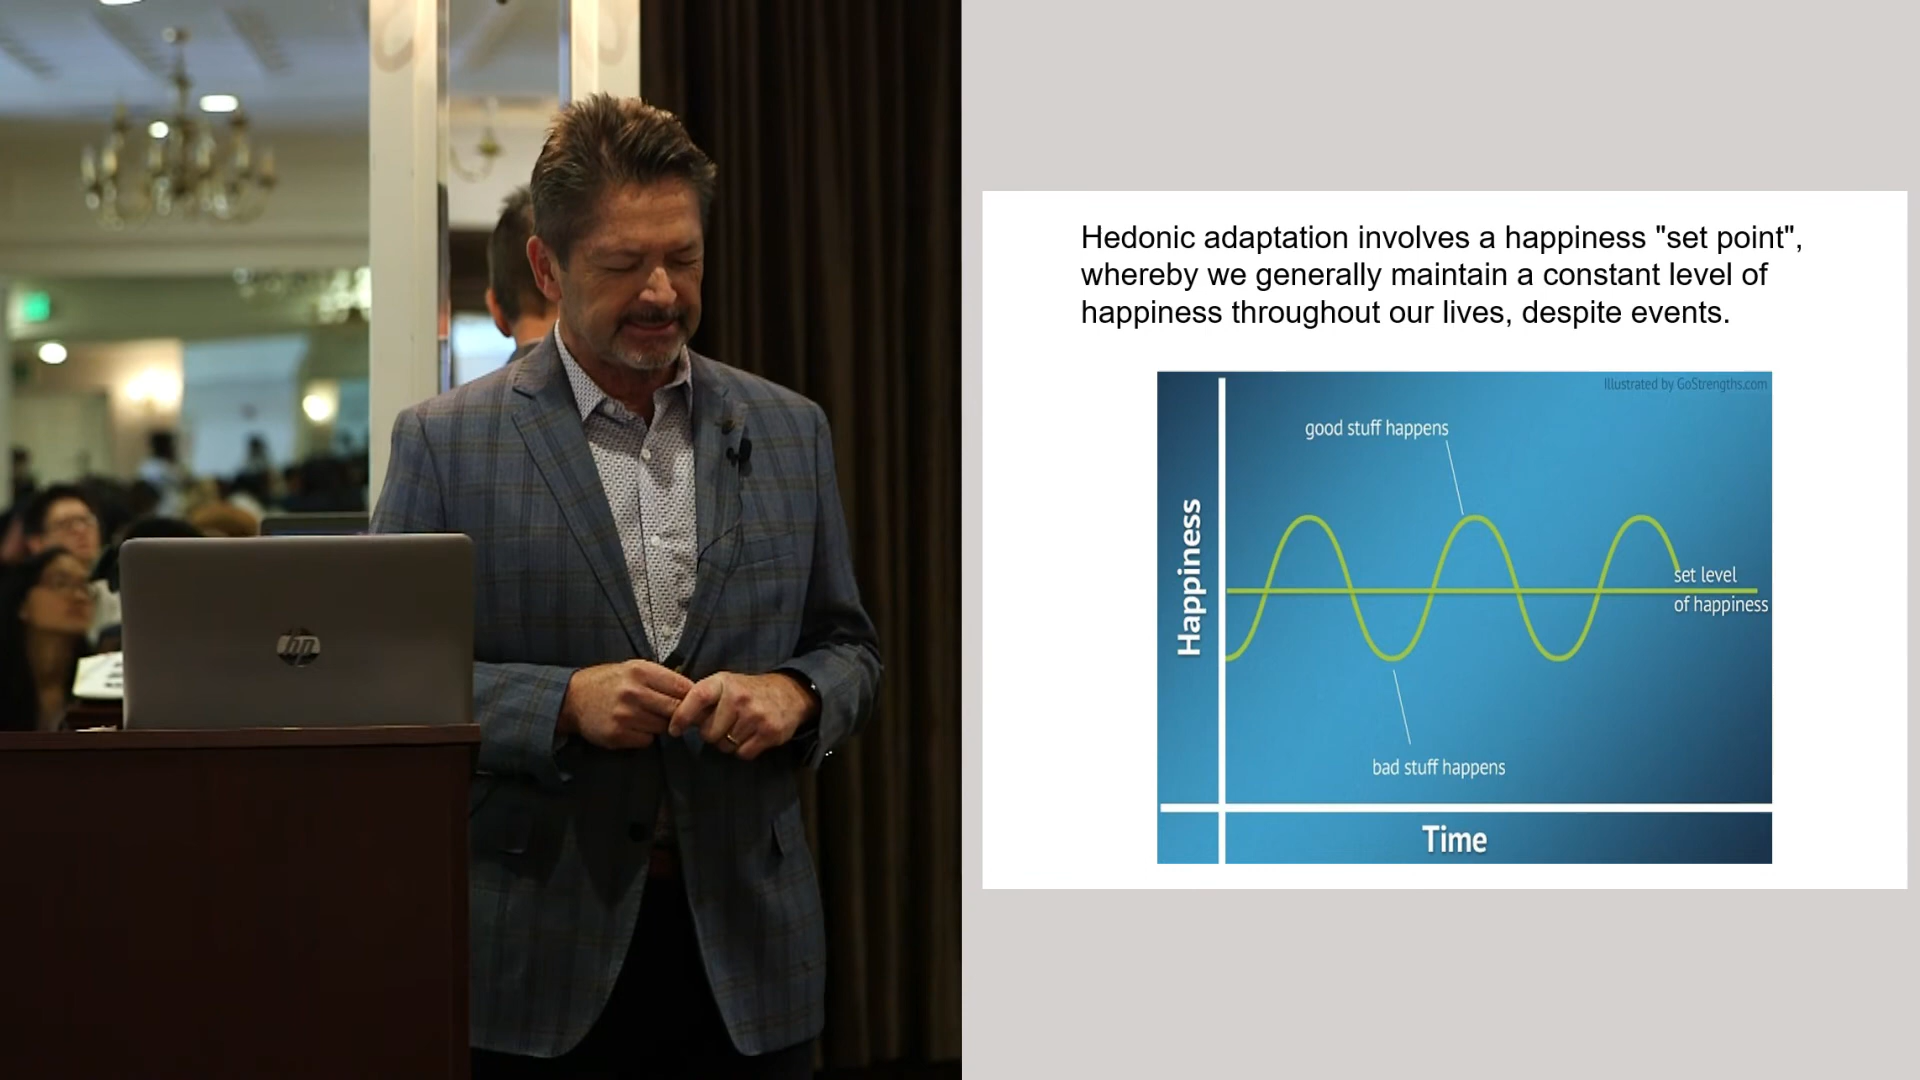 hp
Hedonic adaptation involves a happiness "set point",
whereby we generally maintain a constant level of
happiness throughout our lives, despite events.
Illustrated by GoStrengths.com
good stuff happens
Happiness
set level
of happiness
bad stuff happens
Time